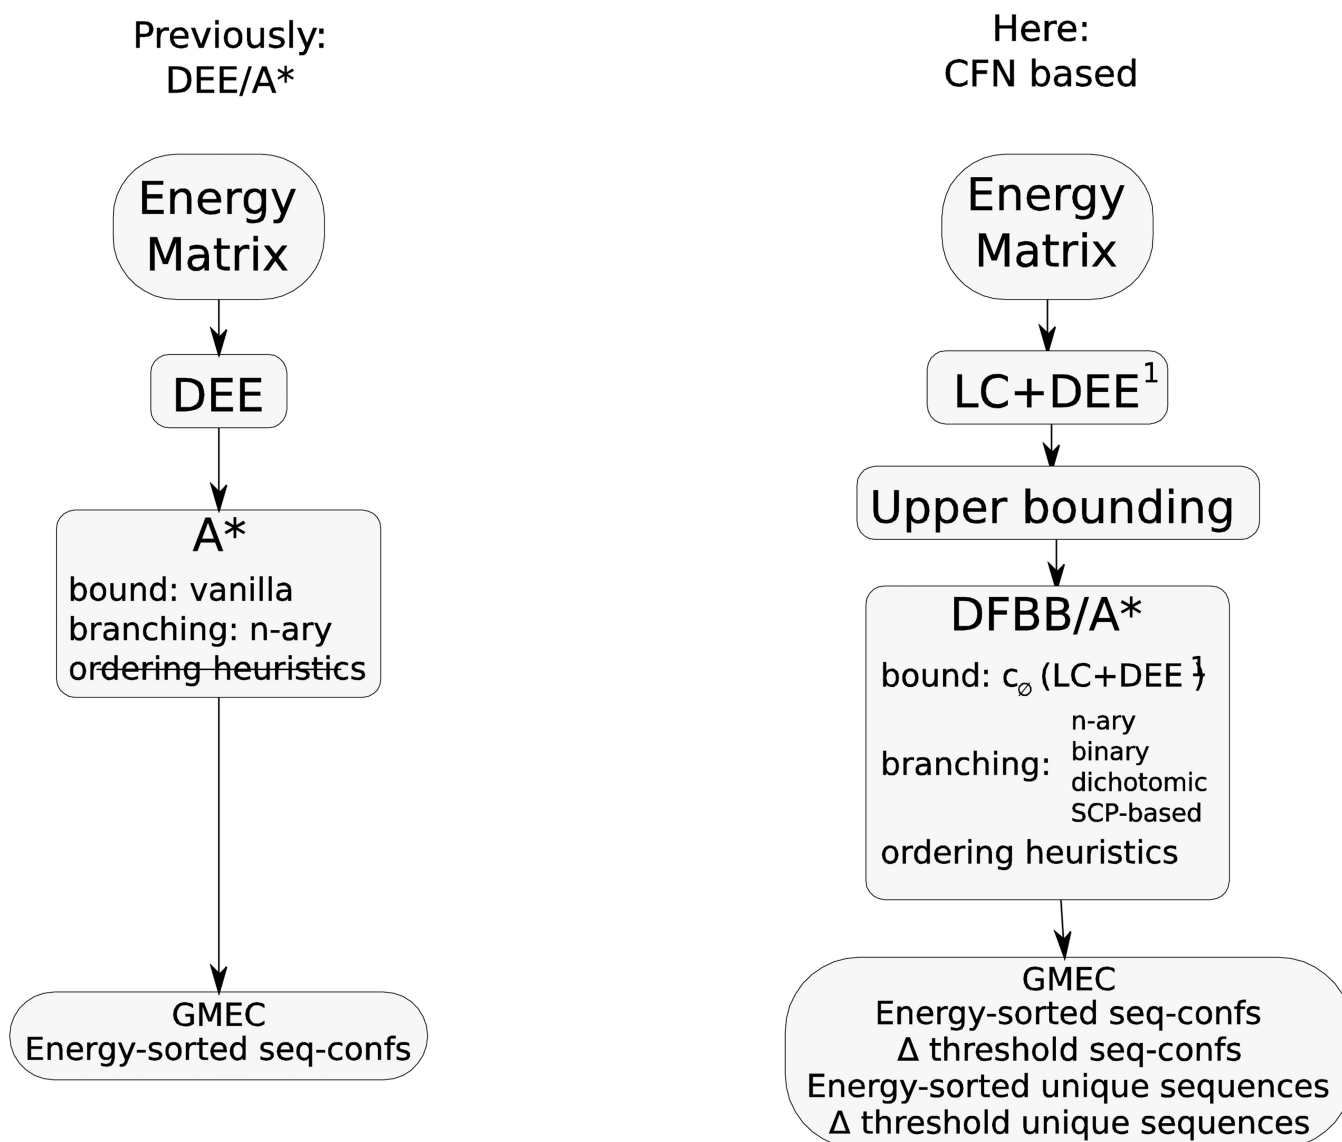 Previously:
DEE/A*
Energy
Matrix
DEE
A*
bound: vanilla
branching: n-ary
ordering heuristics
GMEC
Energy-sorted seq-confs
Here:
CFN based
Energy
Matrix
LC+DEE¹
Upper bounding
DFBB/A*
bound: c∅ (LC+DEE¹)
branching:
n-ary
binary
dichotomic
SCP-based
ordering heuristics
GMEC
Energy-sorted seq-confs
Δ threshold seq-confs
Energy-sorted unique sequences
Δ threshold unique sequences